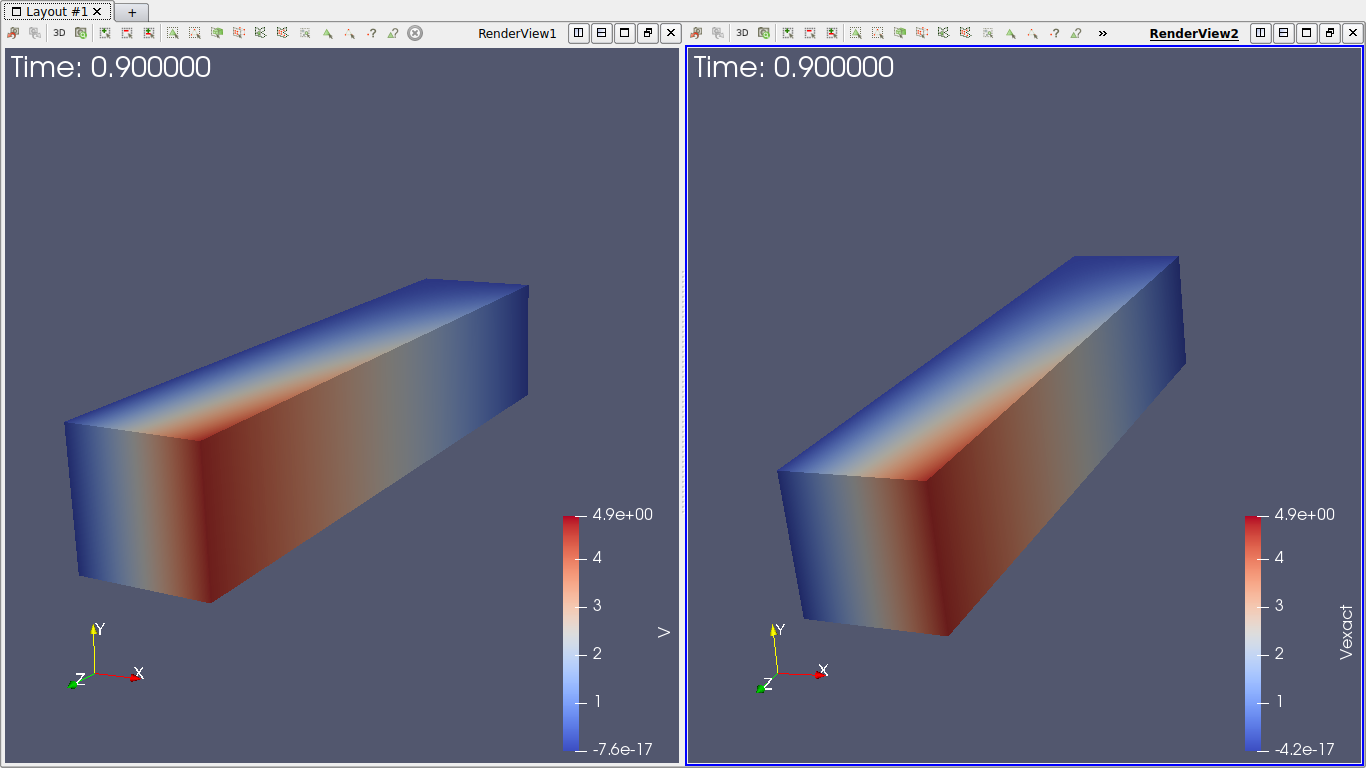 Layout #1
+
3D
RenderView1
3D
»
RenderView2
Time: 0.900000
4.9e+00
4
3
2
1
-7.6e-17
V
Y
X
Z
Time: 0.900000
4.9e+00
4
3
2
1
-4.2e-17
Vexact
Y
X
Z